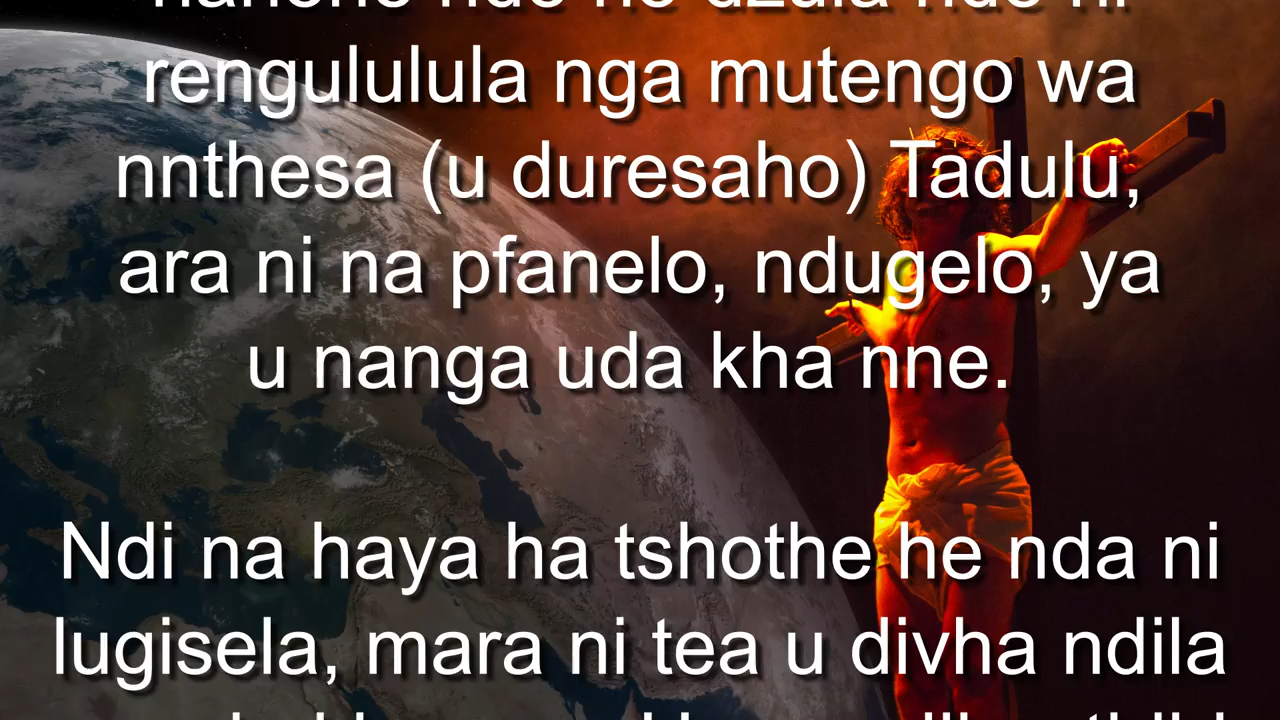 rengululula nga mutengo wa
nnthesa (u duresaho) Tadulu,
ara ni na pfanelo, ndugelo, ya
u nanga uda kha nne.
Ndi na haya ha tshothe he nda ni
lugisela, mara ni tea u divha ndila